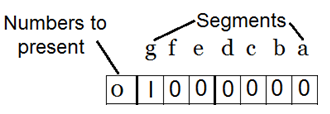 Numbers to present
Segments
g f e d c b a
0 1 0 0 0 0 0 0